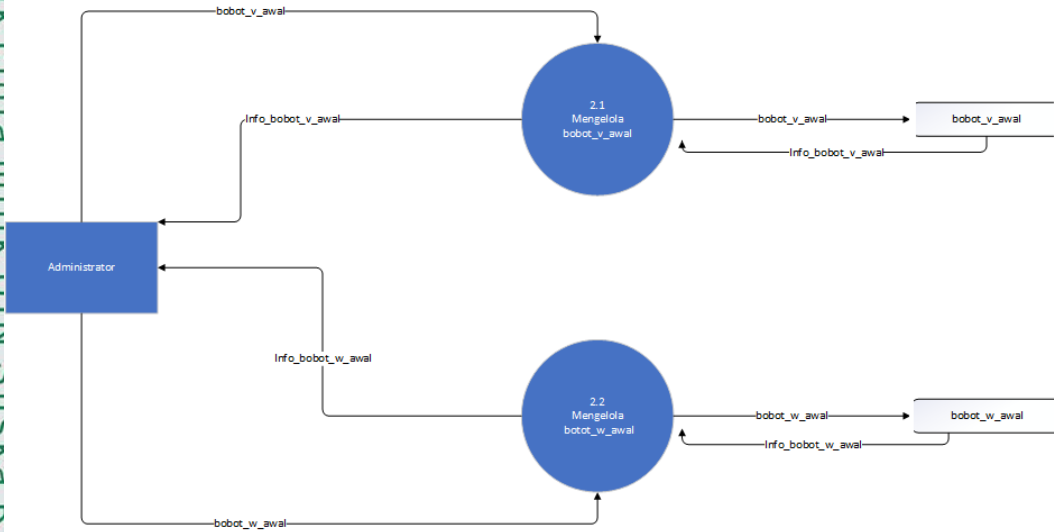 bobot_v_awal
2.1
Mengelola
bobot_v_awal
Info_bobot_v_awal
bobot_v_awal
bobot_v_awal
Info_bobot_v_awal
Administrator
Info_bobot_w_awal
2.2
Mengelola
botot_w_awal
bobot_w_awal
bobot_w_awal
Info_bobot_w_awal
bobot_w_awal